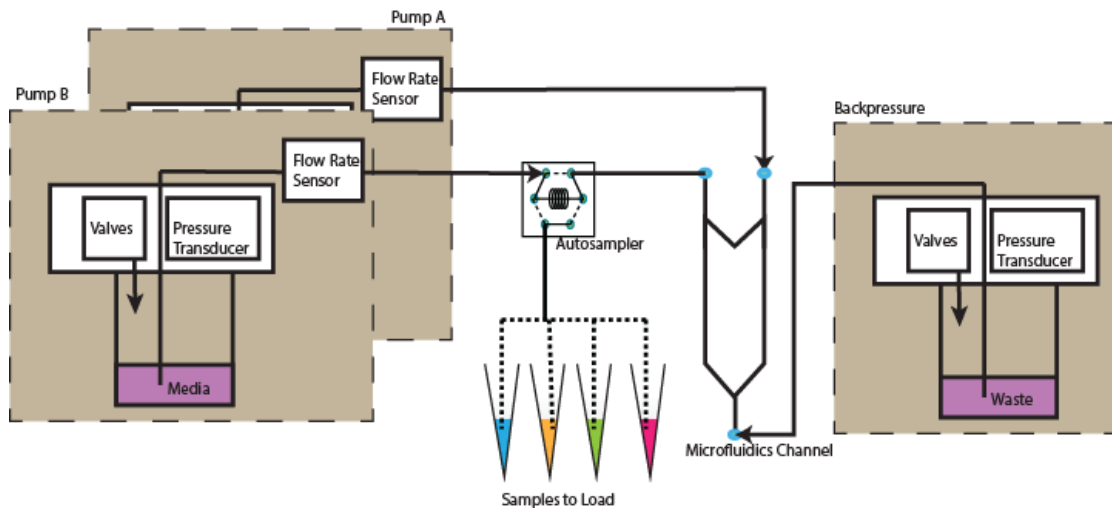 Pump A
Pump B
Flow Rate
Sensor
Flow Rate
Sensor
Backpressure
Valves
Pressure
Transducer
Autosampler
Valves
Pressure
Transducer
Media
Waste
Microfluidics Channel
Samples to Load